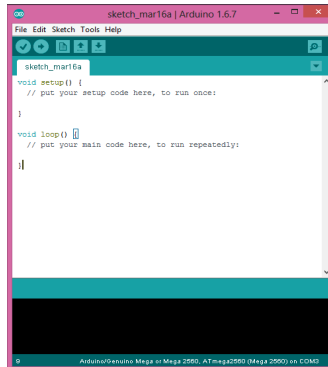 sketch_mar16a | Arduino 1.6.7
File Edit Sketch Tools Help
sketch_mar16a
void setup() {
// put your setup code here, to run once:
}
void loop() {
// put your main code here, to run repeatedly:
}
9
Arduino/Genuino Mega or Mega 2560, ATmega2560 (Mega 2560) on COM3